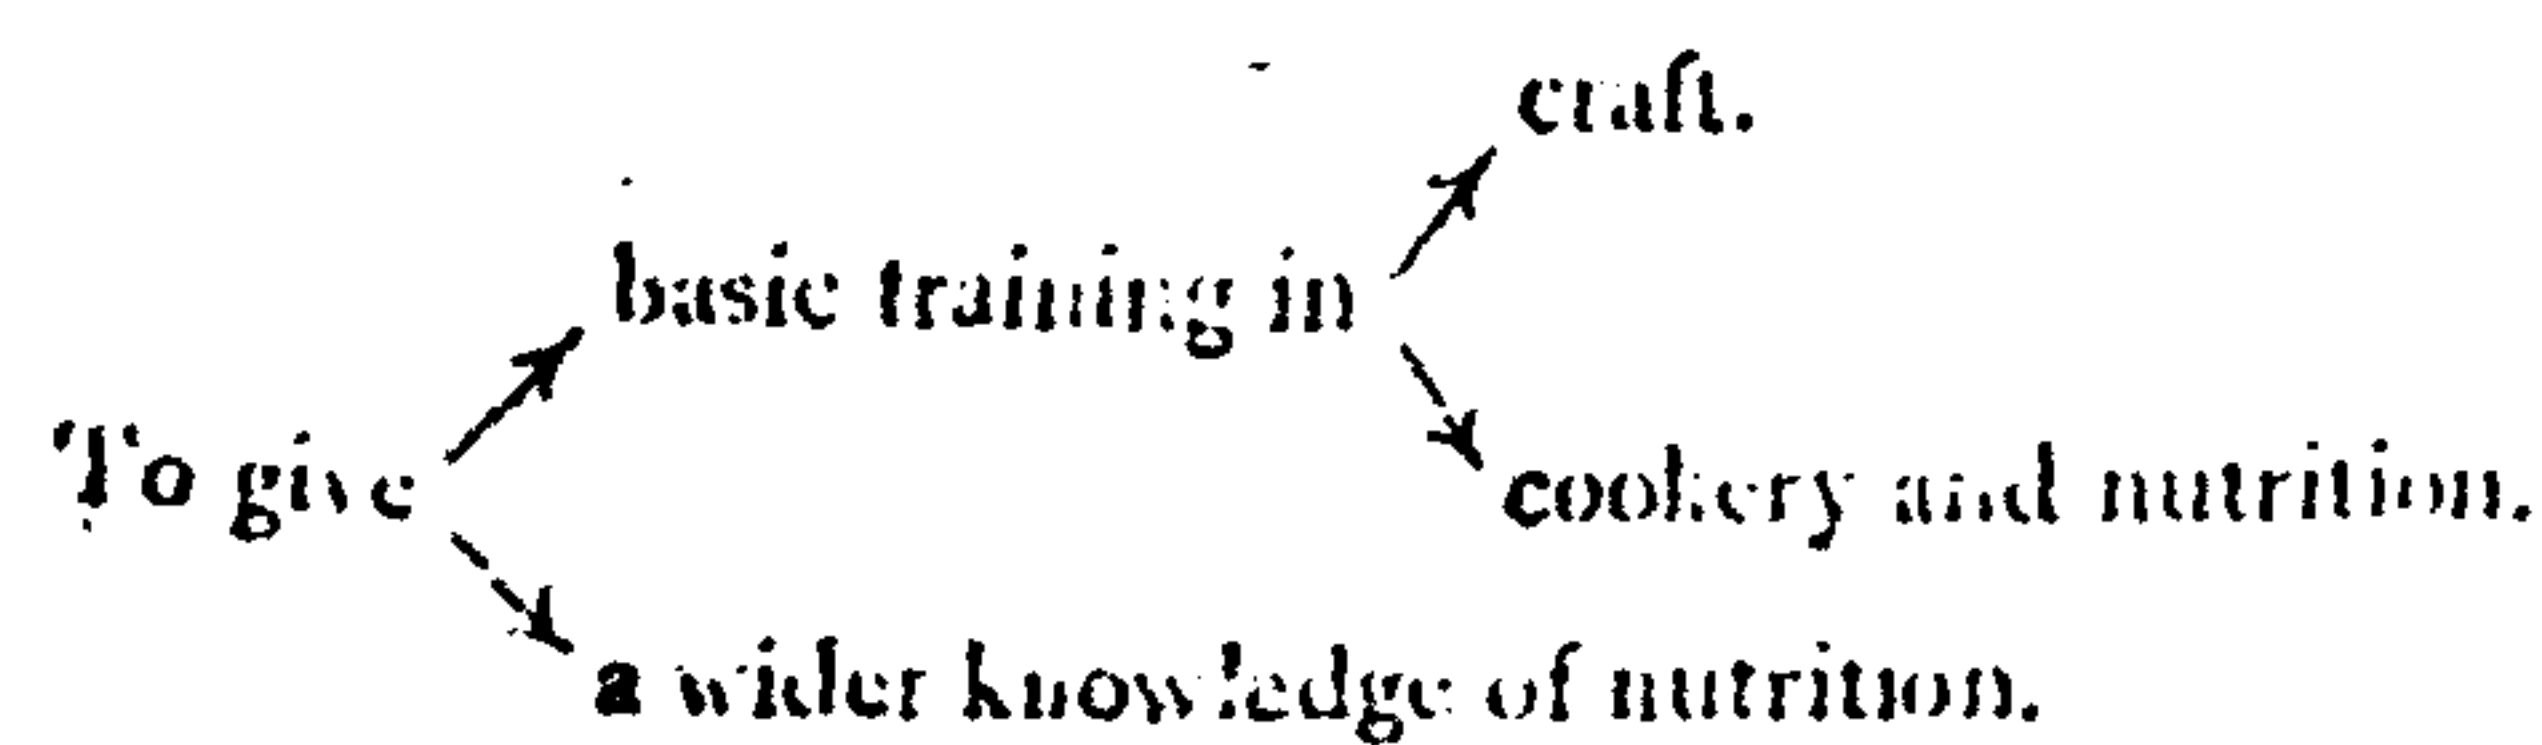 craft.
basic training in
To give
cookery and nutrition.
a wider knowledge of nutrition.